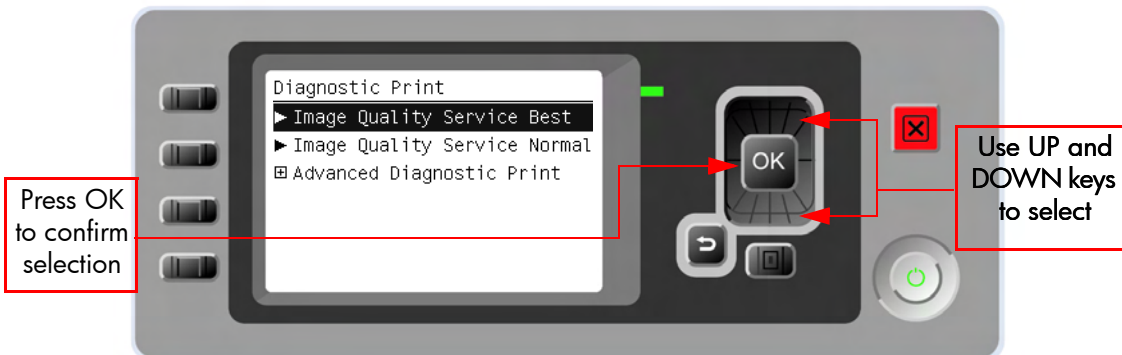 Diagnostic Print
Image Quality Service Best
Image Quality Service Normal
Advanced Diagnostic Print
OK
Press OK
to confirm
selection
Use UP and
DOWN keys
to select